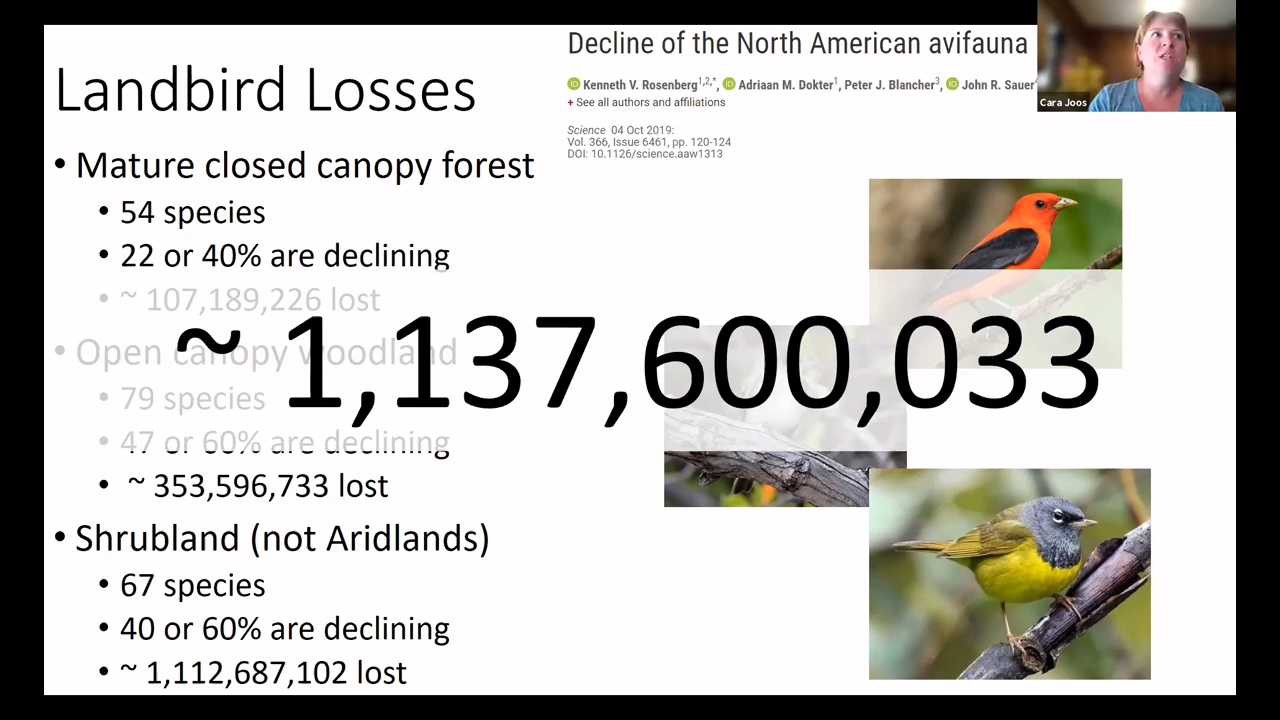 Landbird Losses
• Mature closed canopy forest
• 54 species
• 22 or 40% are declining
• ~ 107,189,226 lost
• Open canopy woodland
• 79 species
• 47 or 60% are declining
• ~ 353,596,733 lost
• Shrubland (not Aridlands)
• 67 species
• 40 or 60% are declining
• ~ 1,112,687,102 lost
~ 1,137,600,033
Decline of the North American avifauna
iD Kenneth V. Rosenberg1,2,*, iD Adriaan M. Dokter1, Peter J. Blancher3, iD John R. Sauer
+ See all authors and affiliations
Science 04 Oct 2019:
Vol. 366, Issue 6461, pp. 120-124
DOI: 10.1126/science.aaw1313
Cara Joos